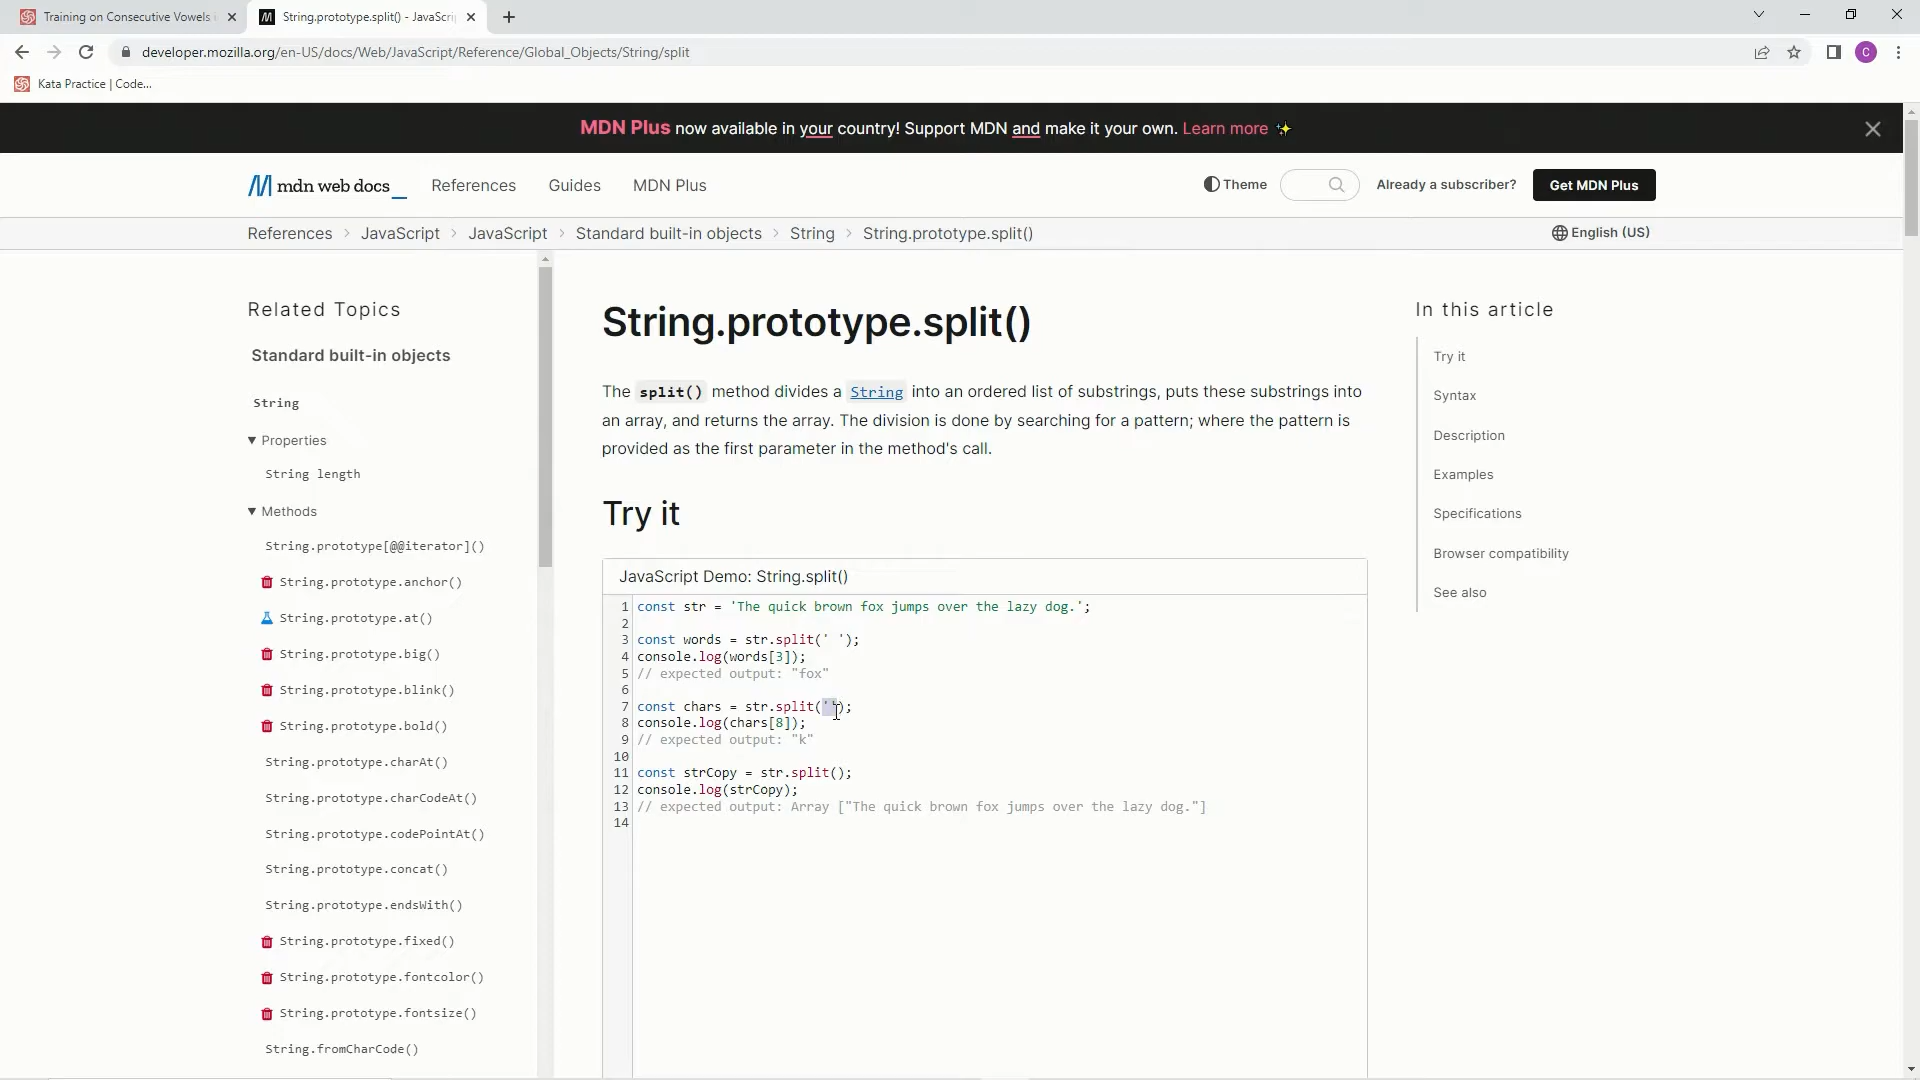 Training on Consecutive Vowels
String.prototype.split() - JavaScri
developer.mozilla.org/en-US/docs/Web/JavaScript/Reference/Global_Objects/String/split
C
Kata Practice | Code...
MDN Plus now available in your country! Support MDN and make it your own. Learn more ✨
mdn web docs_
References
Guides
MDN Plus
Theme
Already a subscriber?
Get MDN Plus
References > JavaScript > JavaScript > Standard built-in objects > String > String.prototype.split()
English (US)
Related Topics
Standard built-in objects
String
▼ Properties
String length
▼ Methods
String.prototype[@@iterator]()
String.prototype.anchor()
String.prototype.at()
String.prototype.big()
String.prototype.blink()
String.prototype.bold()
String.prototype.charAt()
String.prototype.charCodeAt()
String.prototype.codePointAt()
String.prototype.concat()
String.prototype.endsWith()
String.prototype.fixed()
String.prototype.fontcolor()
String.prototype.fontsize()
String.fromCharCode()
String.prototype.split()
The split() method divides a String into an ordered list of substrings, puts these substrings into
an array, and returns the array. The division is done by searching for a pattern; where the pattern is
provided as the first parameter in the method's call.
Try it
JavaScript Demo: String.split()
1 const str = 'The quick brown fox jumps over the lazy dog.';
2
3 const words = str.split(' ');
4 console.log(words[3]);
5 // expected output: "fox"
6
7 const chars = str.split('');
8 console.log(chars[8]);
9 // expected output: "k"
10
11 const strCopy = str.split();
12 console.log(strCopy);
13 // expected output: Array ["The quick brown fox jumps over the lazy dog."]
14
In this article
Try it
Syntax
Description
Examples
Specifications
Browser compatibility
See also